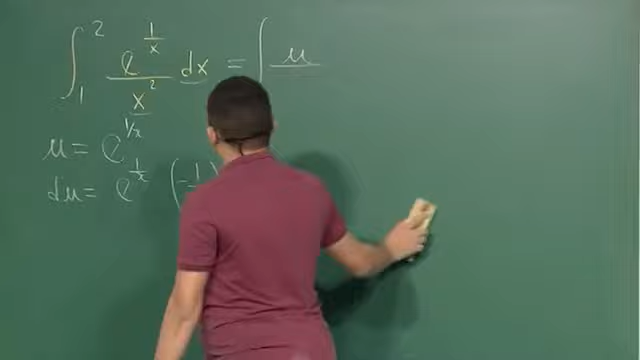 ∫₁² e^{1/x} / x² dx = ∫ u
u = e^{1/x}
du = e^{1/x} (-1